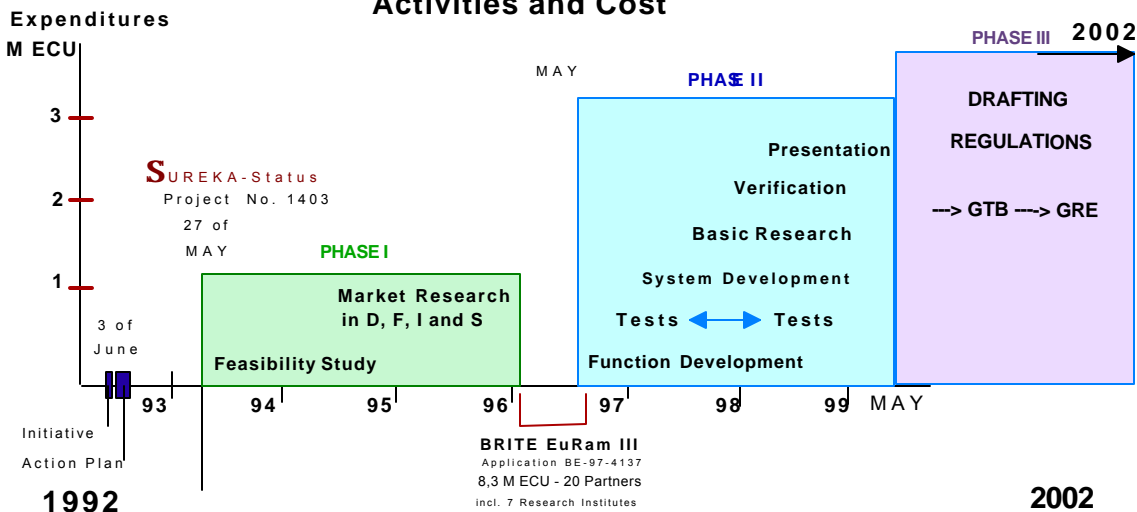 Activities and Cost
Expenditures
M ECU
3
2
1
SUREKA-Status
Project No. 1403
27 of
MAY
3 of
June
PHASE I
Market Research
in D, F, I and S
Feasibility Study
MAY
PHASE II
Presentation
Verification
Basic Research
System Development
Tests Tests
Function Development
PHASE III
2002
DRAFTING
REGULATIONS
---> GTB ----> GRE
93 94 95 96 97 98 99 MAY
Initiative
Action Plan
BRITE EuRam III
Application BE-97-4137
8,3 M ECU - 20 Partners
incl. 7 Research Institutes
1992
2002